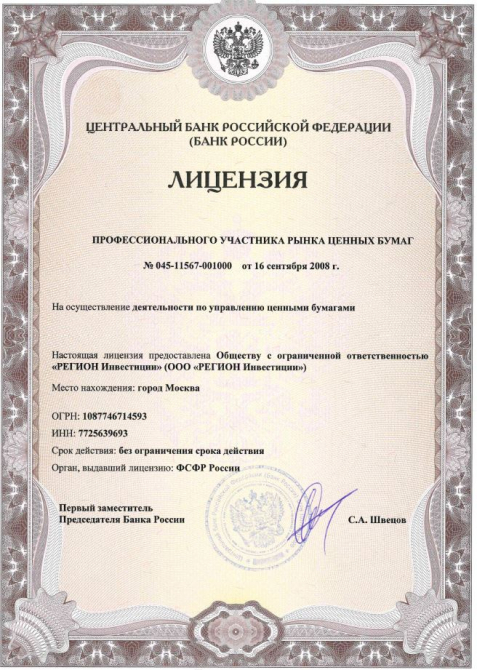 ЦЕНТРАЛЬНЫЙ БАНК РОССИЙСКОЙ ФЕДЕРАЦИИ
(БАНК РОССИИ)
ЛИЦЕНЗИЯ
ПРОФЕССИОНАЛЬНОГО УЧАСТНИКА РЫНКА ЦЕННЫХ БУМАГ
№ 045-11567-001000 от 16 сентября 2008 г.
На осуществление деятельности по управлению ценными бумагами
Настоящая лицензия предоставлена Обществу с ограниченной ответственностью
«РЕГИОН Инвестиции» (ООО «РЕГИОН Инвестиции»)
Место нахождения: город Москва
ОГРН: 1087746714593
ИНН: 7725639693
Срок действия: без ограничения срока действия
Орган, выдавший лицензию: ФСФР России
Первый заместитель
Председателя Банка России
С.А. Швецов